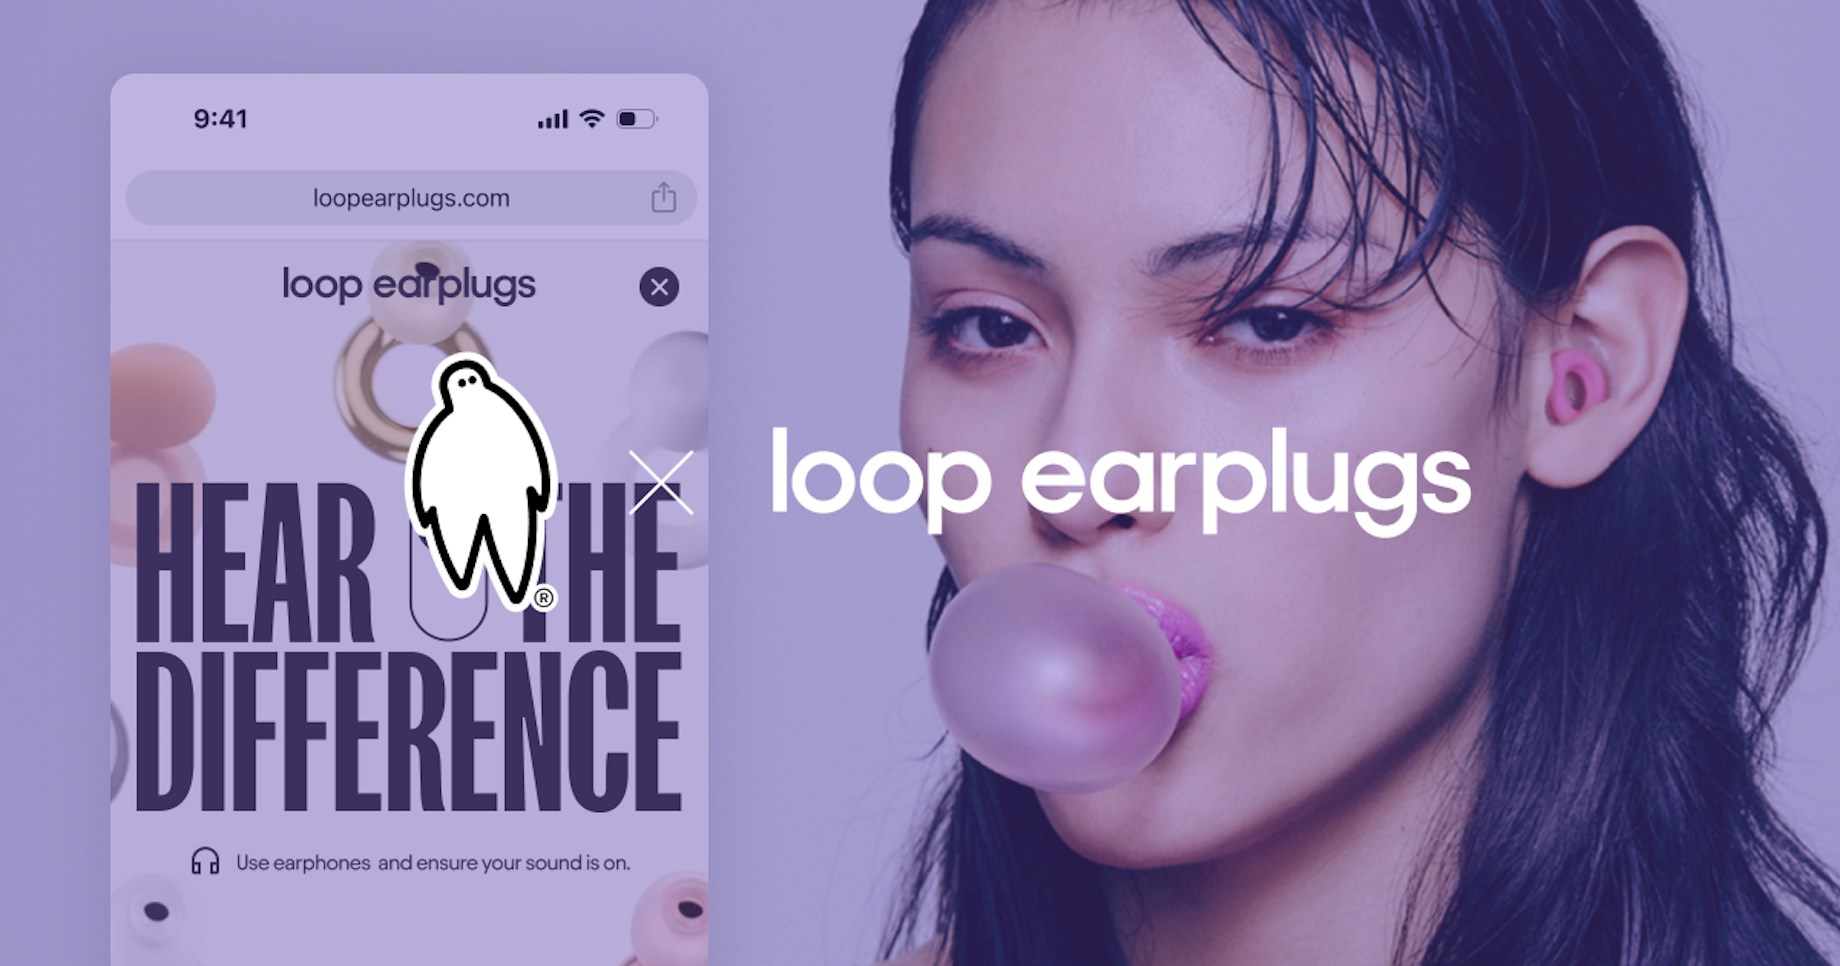 9:41
loopearplugs.com
loop earplugs
HEAR THE
DIFFERENCE
Use earphones and ensure your sound is on.
®
loop earplugs